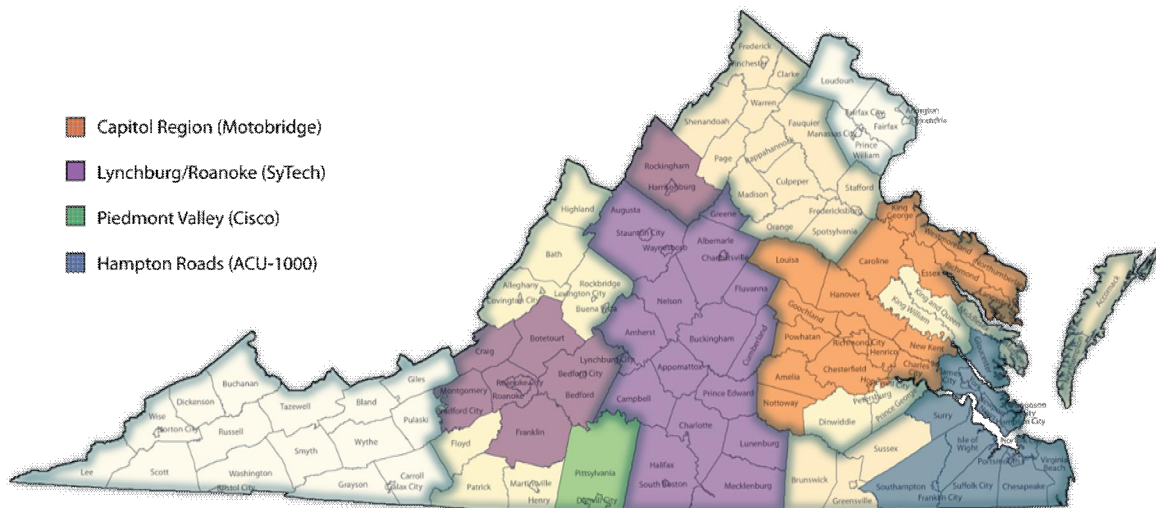 Capitol Region (Motobridge)
Lynchburg/Roanoke (SyTech)
Piedmont Valley (Cisco)
Hampton Roads (ACU-1000)
Frederick
Clarke
Loudoun
Warren
Shenandoah
Fauquier
Fairfax City
Fairfax
Manassas City
Prince
William
Rappahannock
Page
Rockingham
Harrisonburg
Culpeper
Madison
Stafford
Fredericksburg
Orange
Spotsylvania
Highland
Augusta
Greene
Staunton City
Waynesboro
Albemarle
King
George
Westmoreland
Caroline
Essex
Richmond
Bath
Louisa
Fluvanna
Hanover
King and Queen
King William
Accomack
Alleghany
Covington City
Rockbridge
Lexington City
Nelson
Goochland
Buckingham
Cumberland
Powhatan
Richmond City
Henrico
New Kent
Botetourt
Amherst
Craig
Lynchburg City
Appomattox
Chesterfield
Charles
City
James
City
Amelia
Bedford City
Bedford
Montgomery
Roanoke
Campbell
Prince Edward
Nottoway
Petersburg
Prince George
Dinwiddie
Surry
Buchanan
Giles
Dickenson
Tazewell
Bland
Wise
Norton City
Russell
Pulaski
Wythe
Smyth
Floyd
Franklin
Charlotte
Lunenburg
Sussex
Isle of
Wight
Virginia
Beach
Lee
Scott
Washington
Bristol City
Grayson
Carroll
Galax City
Patrick
Martinsville
Henry
Pittsylvania
Halifax
South Boston
Mecklenburg
Brunswick
Greensville
Southampton
Franklin City
Suffolk City
Chesapeake